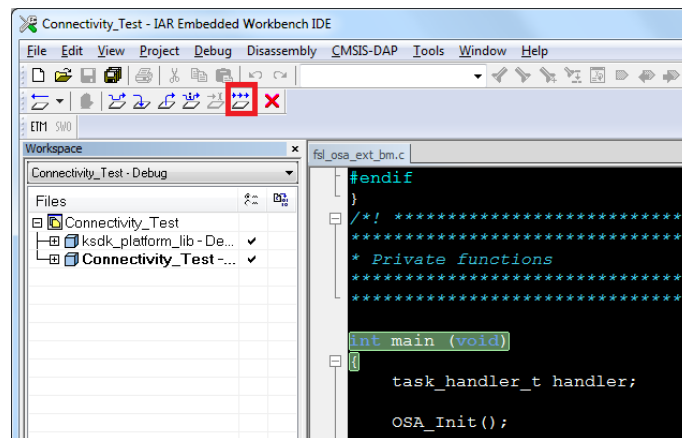 Connectivity_Test - IAR Embedded Workbench IDE
File Edit View Project Debug Disassembly CMSIS-DAP Tools Window Help
ETM SWO
Workspace
Connectivity_Test - Debug
Files
Connectivity_Test
ksdk_platform_lib - De...
Connectivity_Test -...
fsl_osa_ext_bm.c
#endif
}
/*! ****************************
********************************
* Private functions
********************************
********************************
int main (void)
{
task_handler_t handler;
OSA_Init();